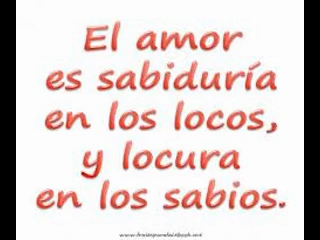 El amor
es sabiduría
en los locos,
y locura
en los sabios.